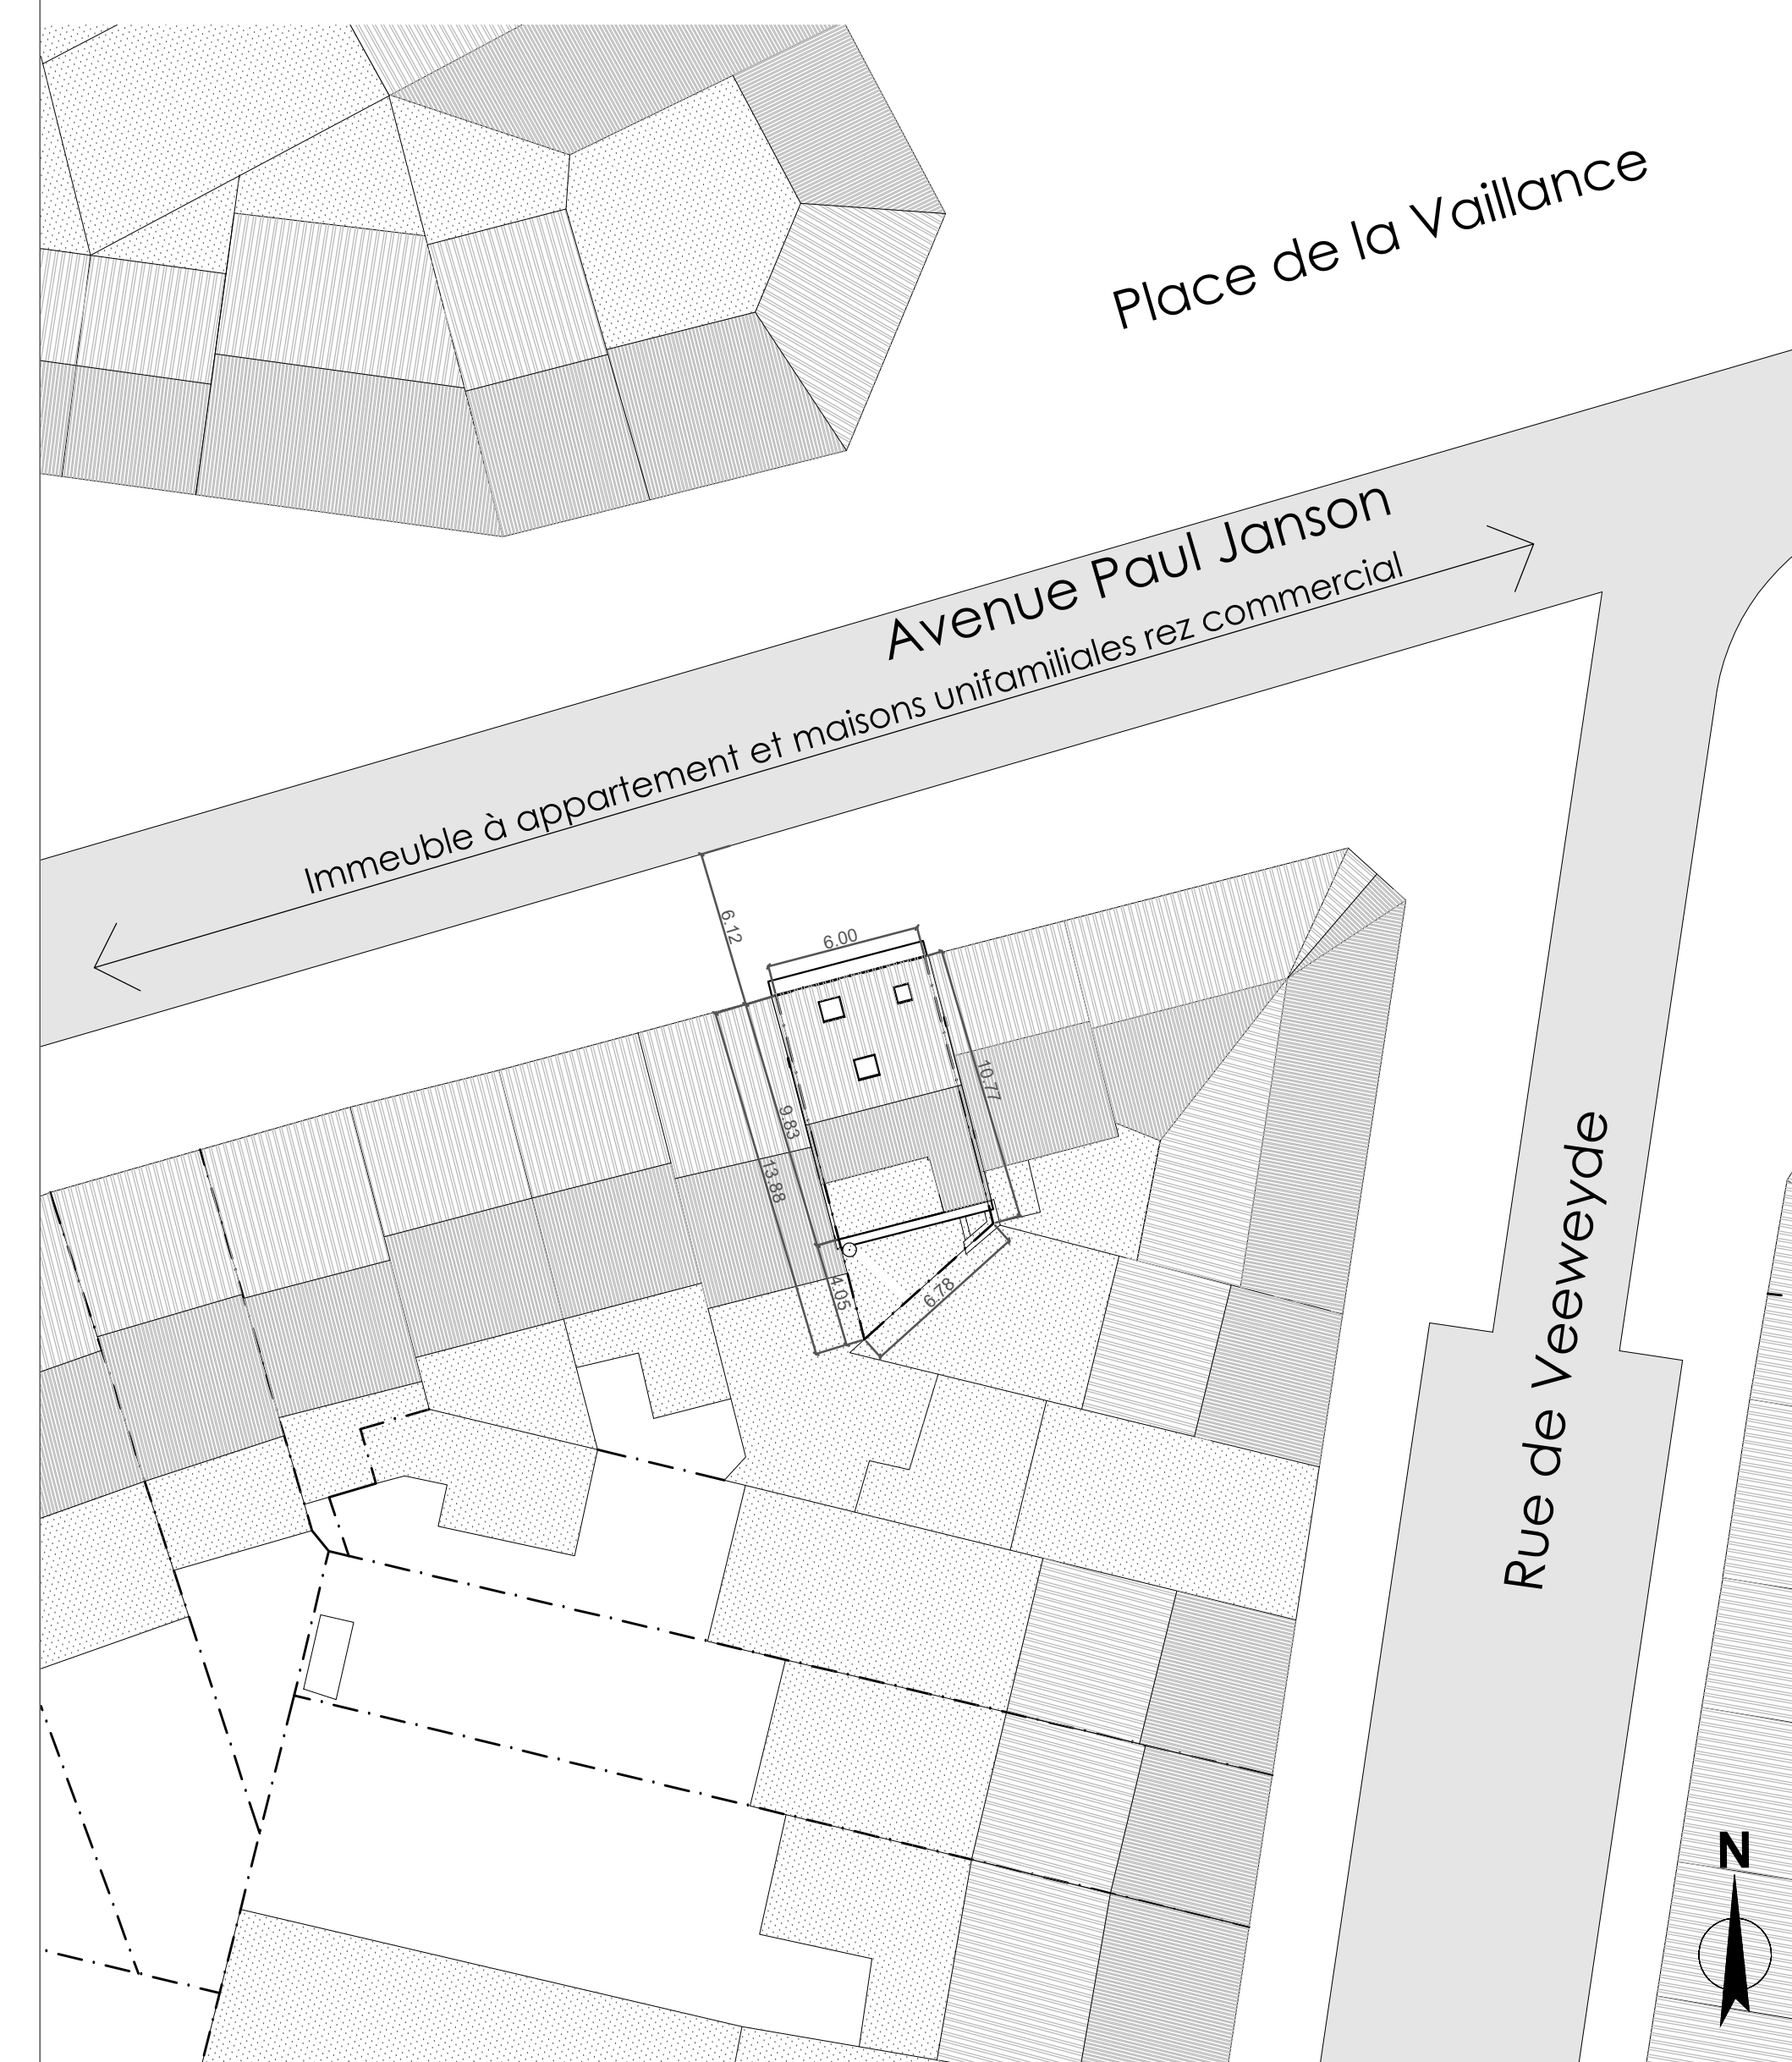 Place de la Vaillance
Avenue Paul Janson
Immeuble à appartement et maisons unifamiliales rez commercial
6.12
6.00
10.77
9.83
13.88
4.05
6.78
Rue de Veeweyde
N